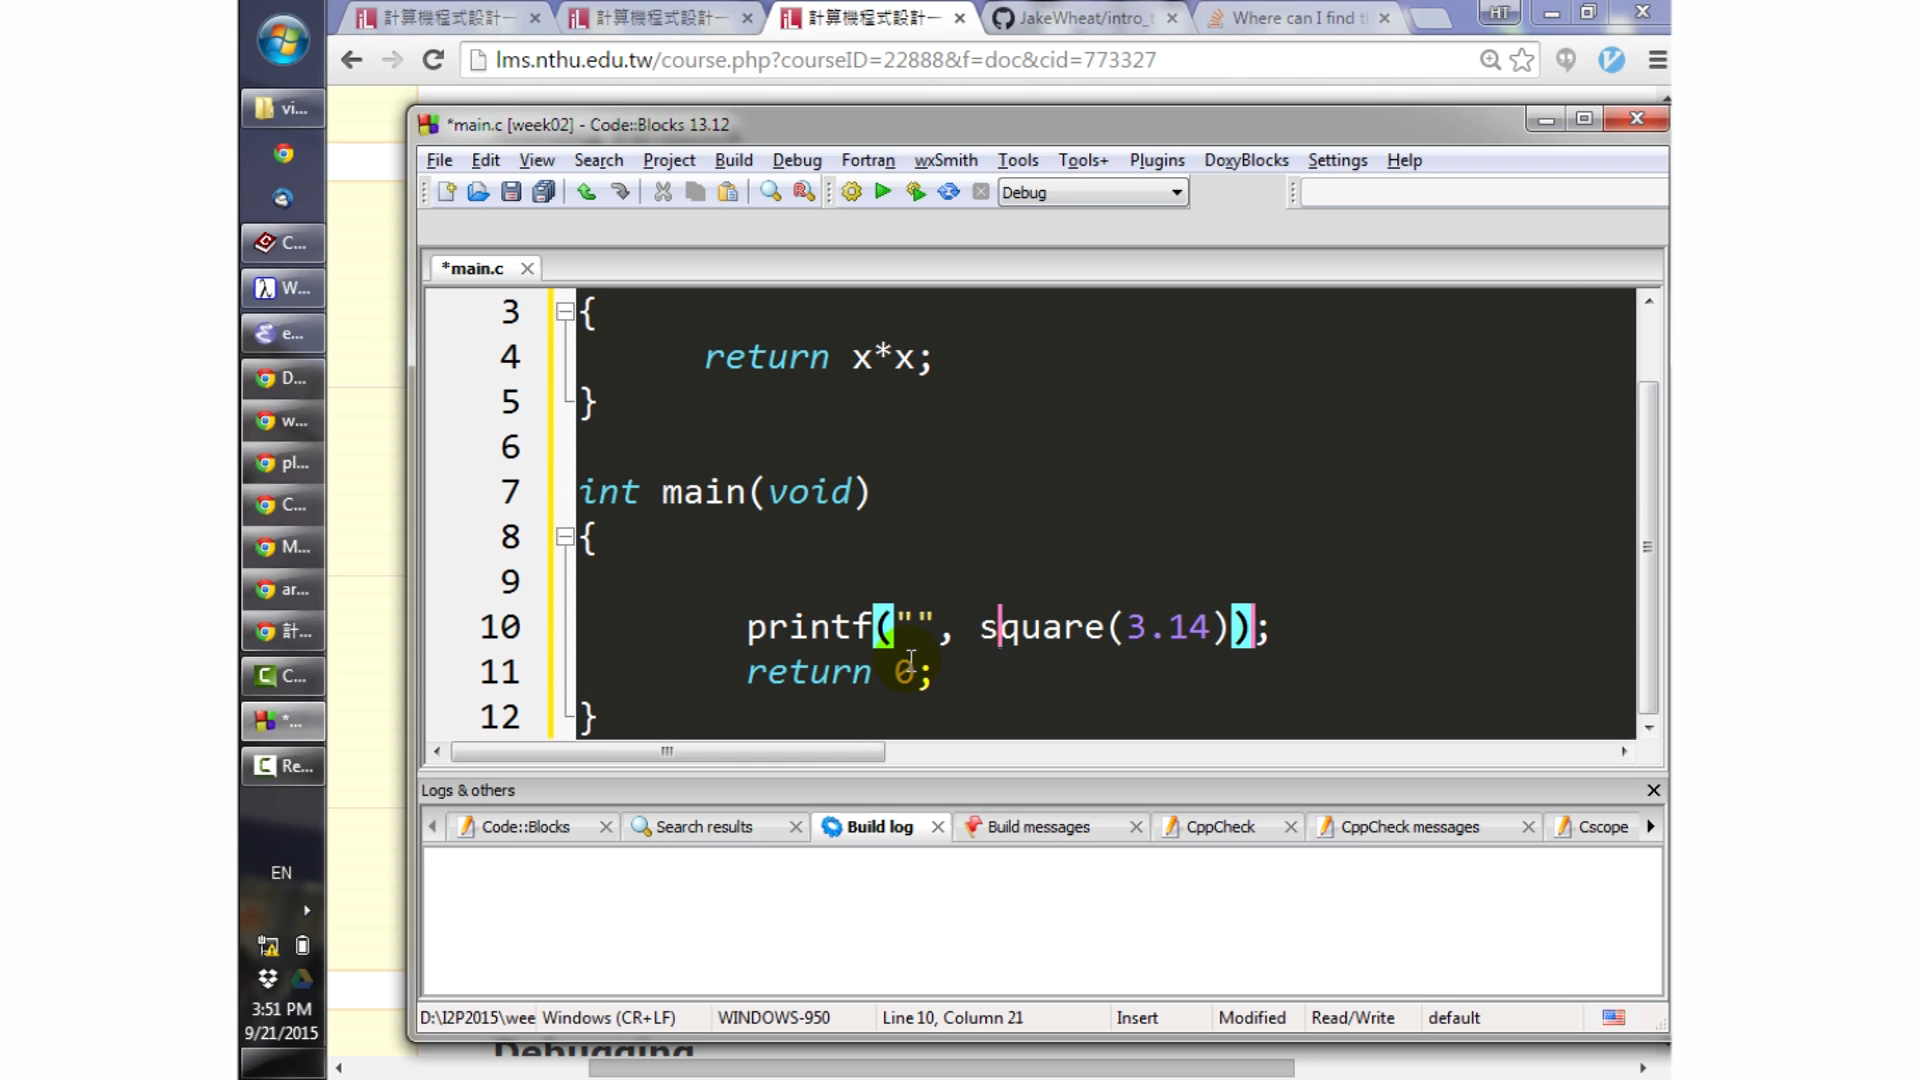 計算機程式設計一
計算機程式設計一
計算機程式設計一
JakeWheat/intro_t
Where can I find t
HT
lms.nthu.edu.tw/course.php?courseID=22888&f=doc&cid=773327
vi...
C...
W...
e...
D...
w...
pl...
C...
M...
ar...
計...
C...
*...
Re...
EN
3:51 PM
9/21/2015
*main.c [week02] - Code::Blocks 13.12
File Edit View Search Project Build Debug Fortran wxSmith Tools Tools+ Plugins DoxyBlocks Settings Help
Debug
*main.c
3 {
4 return x*x;
5 }
6
7 int main(void)
8 {
9
10 printf("", square(3.14));
11 return 0;
12 }
Logs & others
Code::Blocks Search results Build log Build messages CppCheck CppCheck messages Cscope
D:\I2P2015\wee Windows (CR+LF) WINDOWS-950 Line 10, Column 21 Insert Modified Read/Write default
Debugging